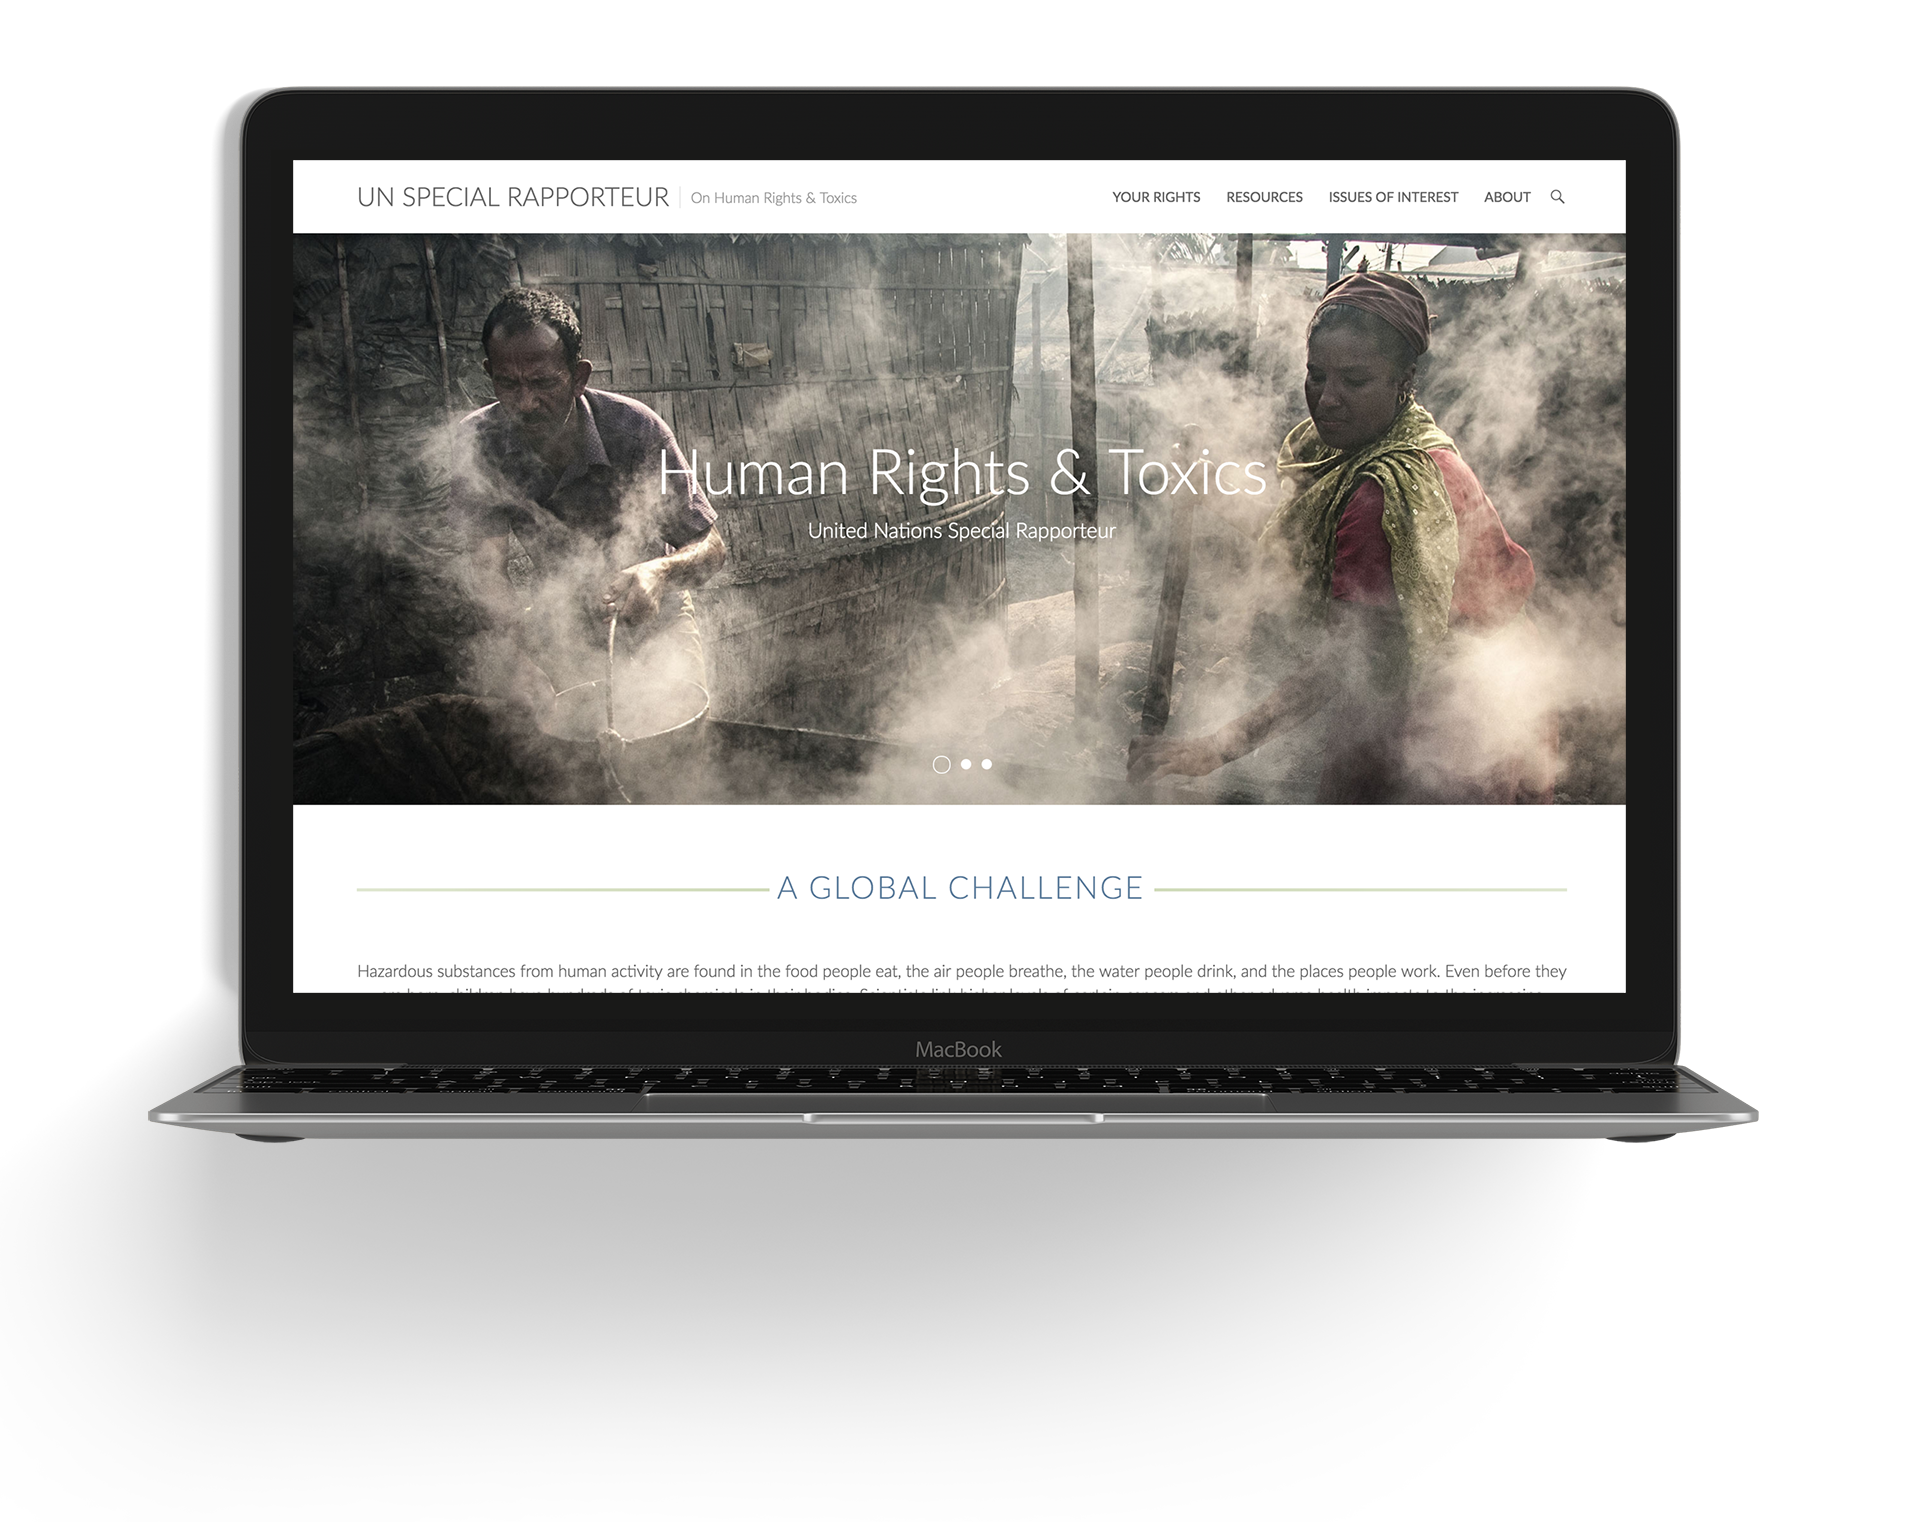 UN SPECIAL RAPPORTEUR On Human Rights & Toxics YOUR RIGHTS RESOURCES ISSUES OF INTEREST ABOUT
Human Rights & Toxics
United Nations Special Rapporteur
A GLOBAL CHALLENGE
Hazardous substances from human activity are found in the food people eat, the air people breathe, the water people drink, and the places people work. Even before they
MacBook